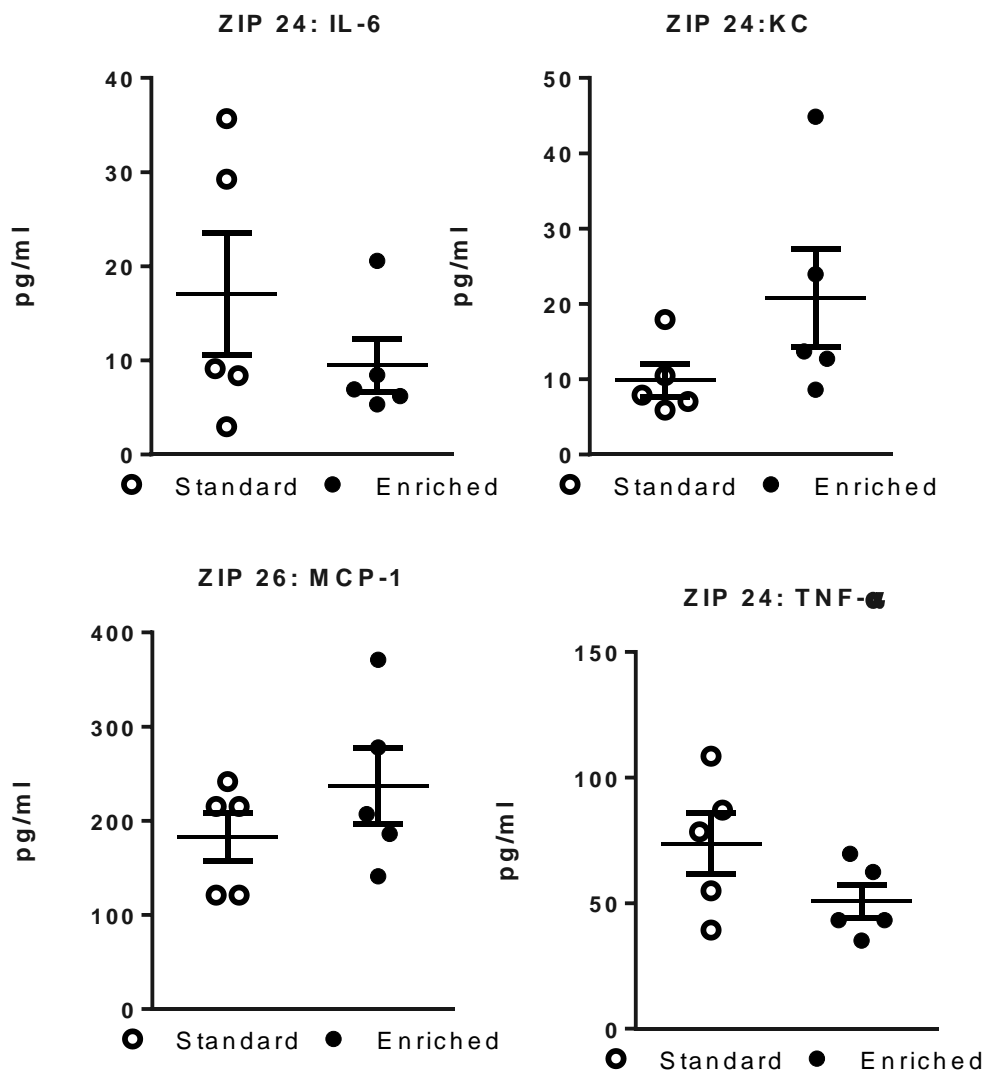 ZIP 24: IL-6
40
30
20
10
0
pg/ml
Standard Enriched
ZIP 24:KC
50
40
30
20
10
0
pg/ml
Standard Enriched
ZIP 26: MCP-1
400
300
200
100
0
pg/ml
Standard Enriched
ZIP 24: TNF-α
150
100
50
0
pg/ml
Standard Enriched